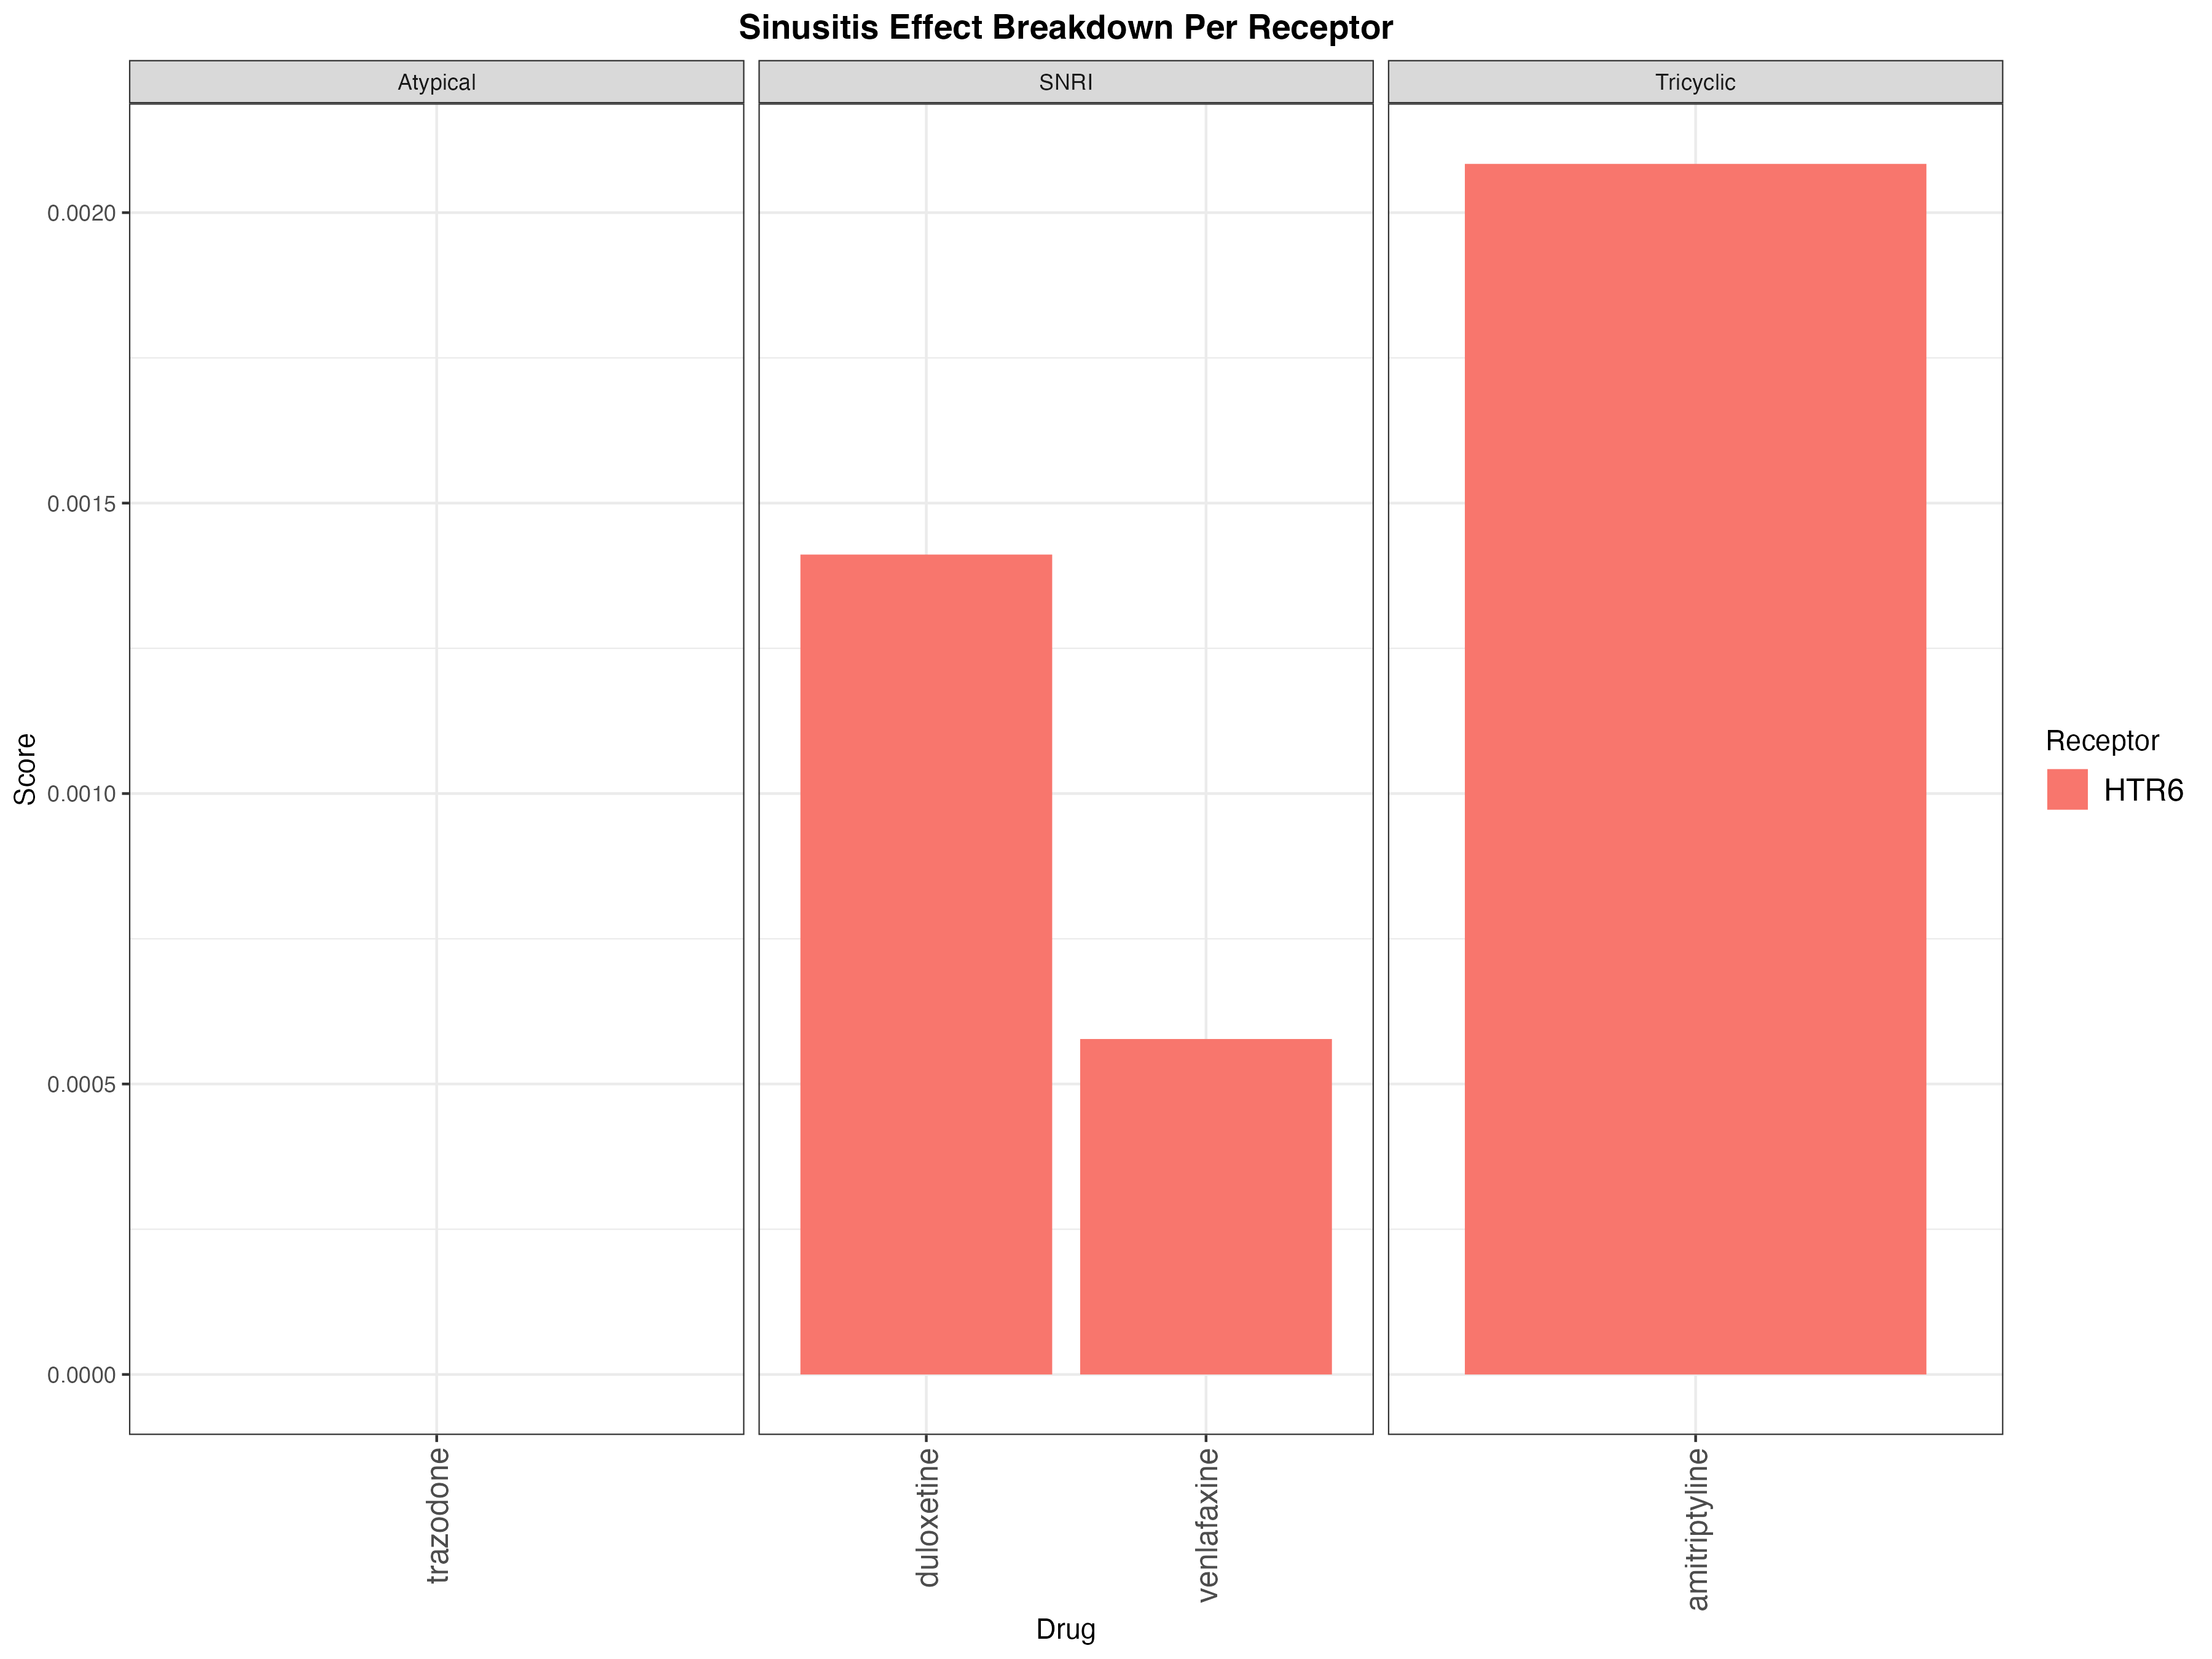 Sinusitis Effect Breakdown Per Receptor
Atypical
SNRI
Tricyclic
0.0020
0.0015
0.0010
0.0005
0.0000
Score
trazodone
duloxetine
venlafaxine
amitriptyline
Drug
Receptor
HTR6